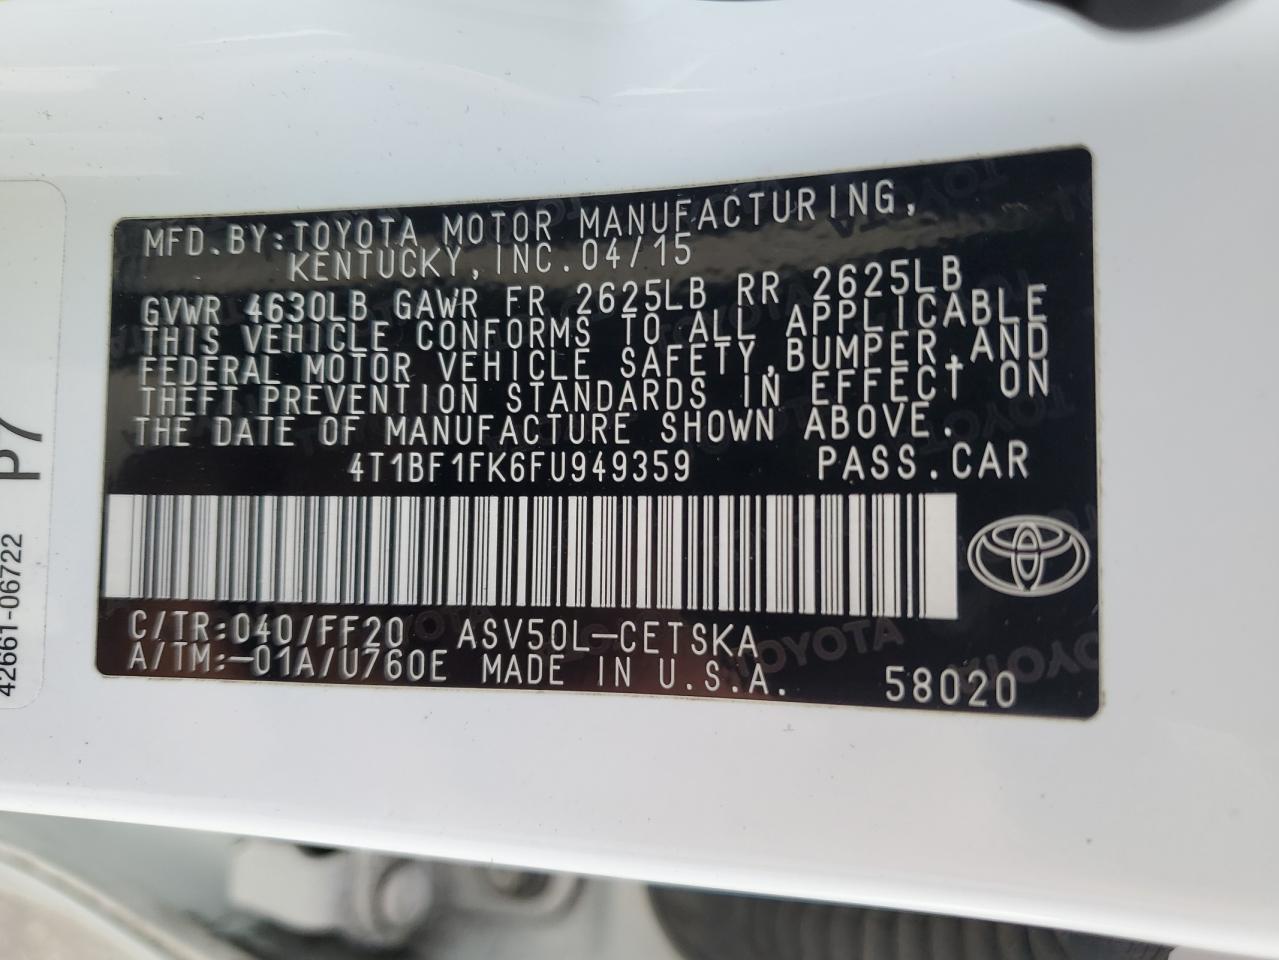 MFD.BY:TOYOTA MOTOR MANUFACTURING,
KENTUCKY,INC.04/15
GVWR 4630LB GAWR FR 2625LB RR 2625LB
THIS VEHICLE CONFORMS TO ALL APPLICABLE
FEDERAL MOTOR VEHICLE SAFETY,BUMPER,AND
THEFT PREVENTION STANDARDS IN EFFECT ON
THE DATE OF MANUFACTURE SHOWN ABOVE.
4T1BF1FK6FU949359 PASS.CAR
C/TR:040/FF20 ASV50L-CETSKA
A/TM:-01A/U760E MADE IN U.S.A. 58020
P7
42661-06722